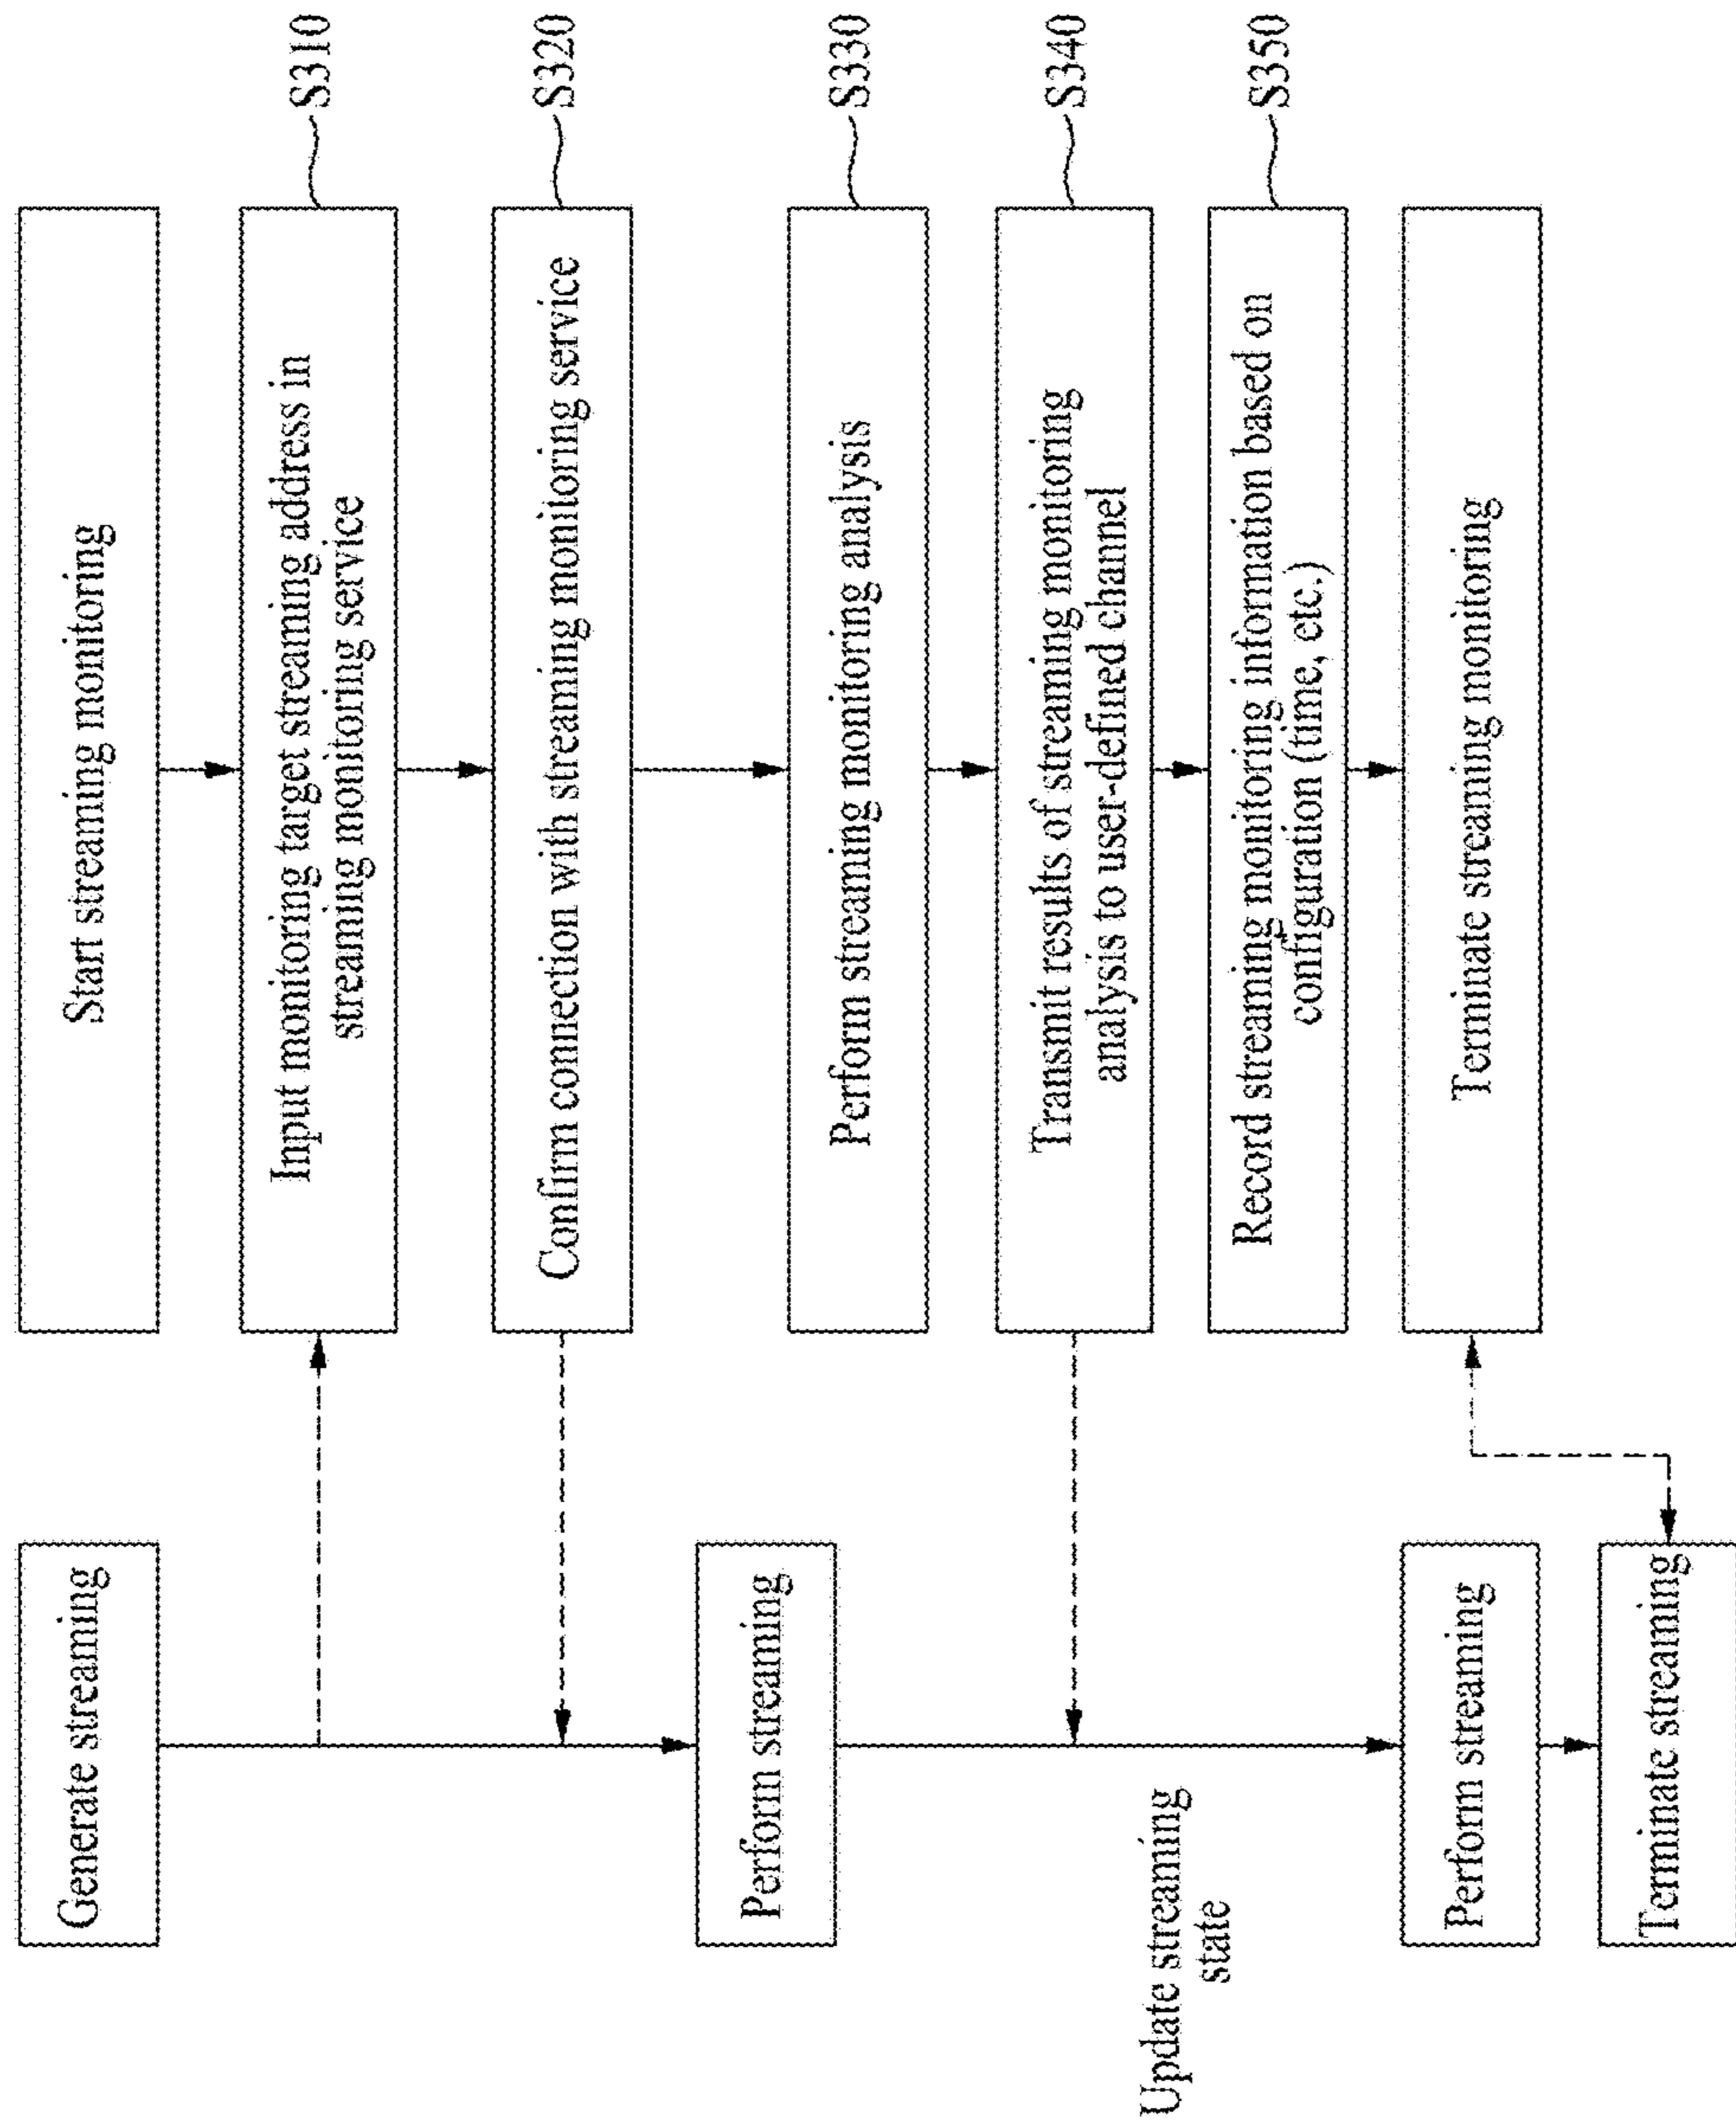 Generate streaming
Start streaming monitoring
Input monitoring target streaming address in
streaming monitoring service
S310
Confirm connection with streaming monitoring service
S320
Perform streaming
Perform streaming monitoring analysis
S330
Transmit results of streaming monitoring
analysis to user-defined channel
S340
Update streaming
state
Record streaming monitoring information based on
configuration (time, etc.)
S350
Perform streaming
Terminate streaming monitoring
Terminate streaming